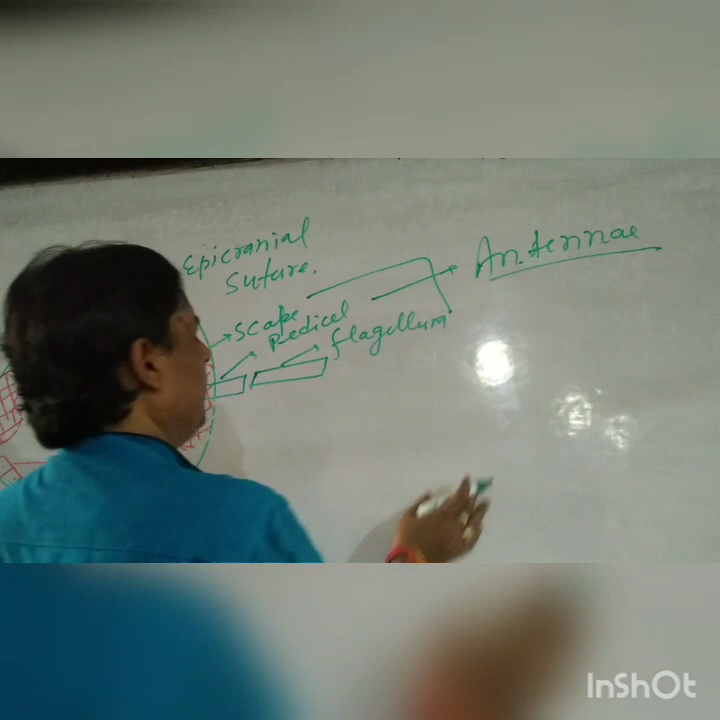 Epicranial
Suture.
Scape
Pedicel
flagellum
Antennae
InShOt